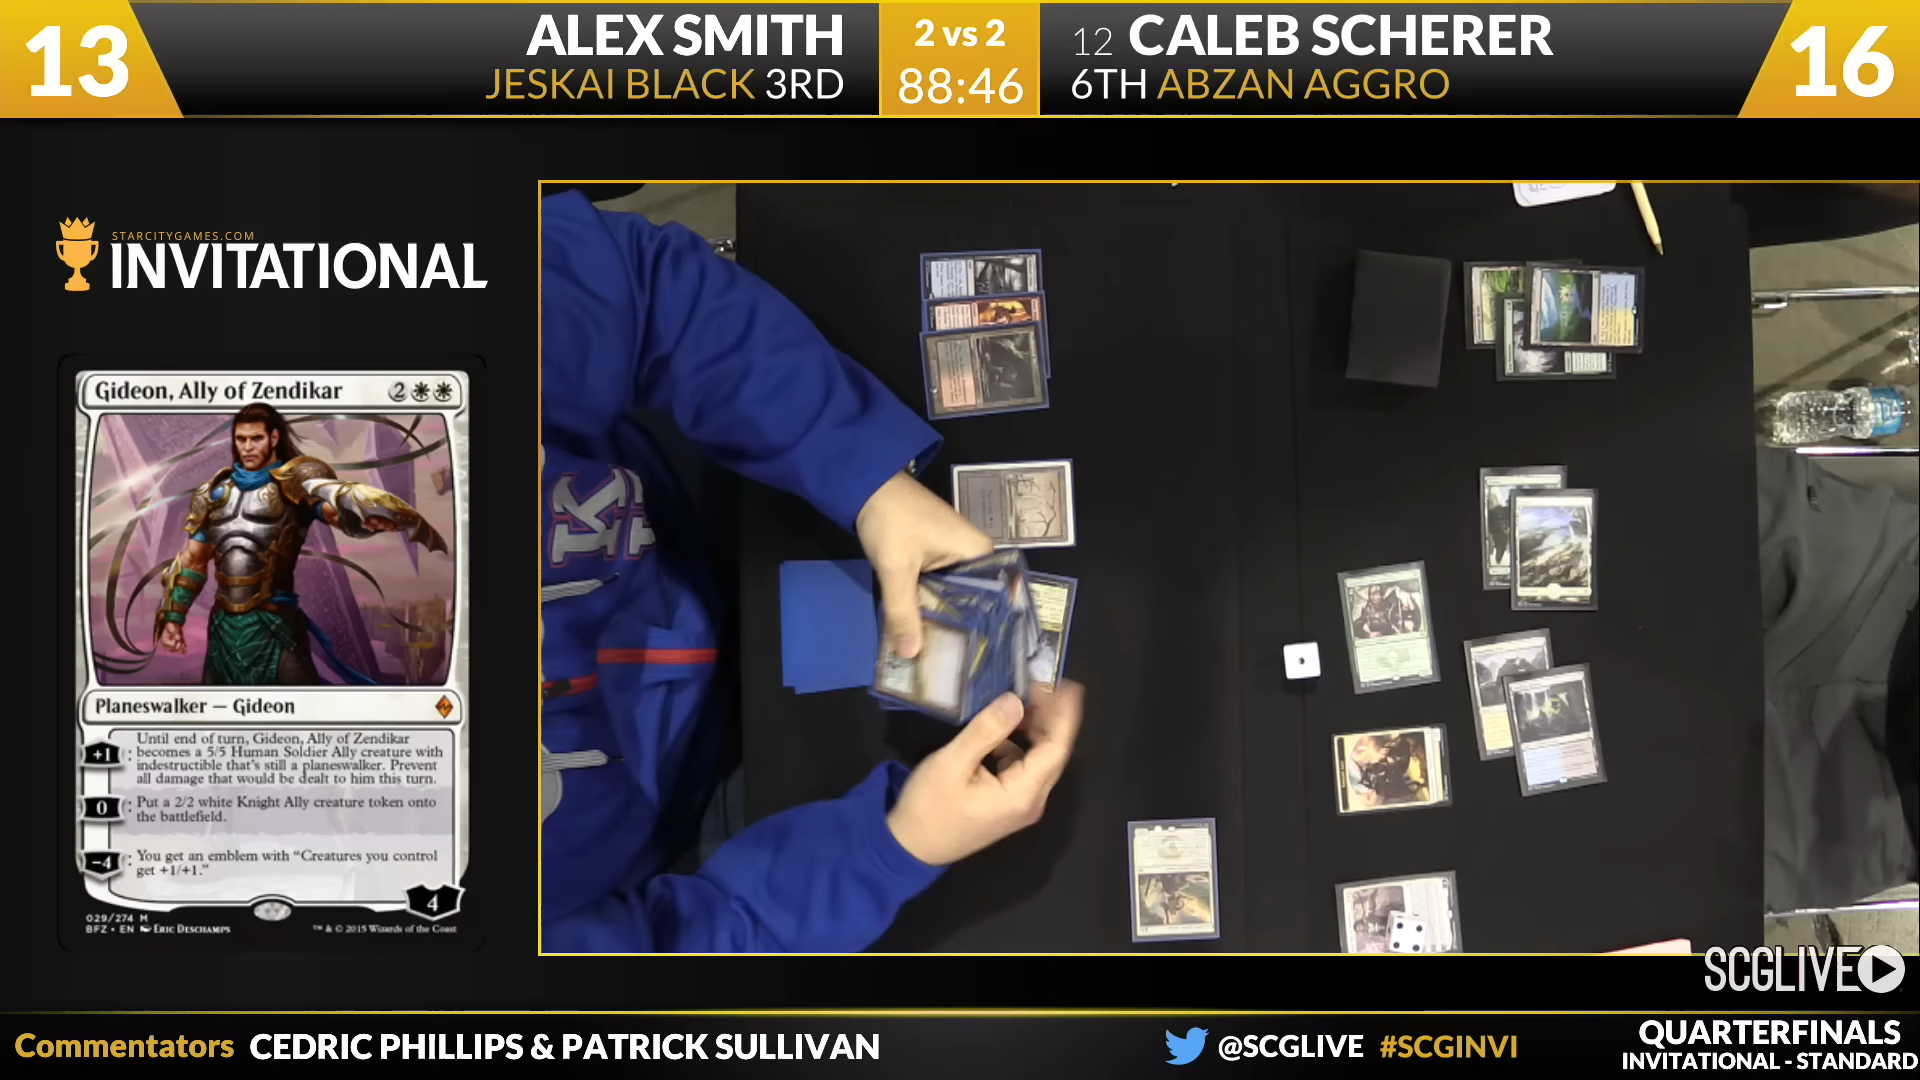 13
ALEX SMITH
JESKAI BLACK 3RD
2 vs 2
88:46
12 CALEB SCHERER
6TH ABZAN AGGRO
16
STARCITYGAMES.COM
INVITATIONAL
Gideon, Ally of Zendikar 2
Planeswalker — Gideon
+1: Until end of turn, Gideon, Ally of Zendikar
becomes a 5/5 Human Soldier Ally creature with
indestructible that's still a planeswalker. Prevent
all damage that would be dealt to him this turn.
0: Put a 2/2 white Knight Ally creature token onto
the battlefield.
-4: You get an emblem with "Creatures you control
get +1/+1."
4
029/274 M
BFZ • EN Eric Deschamps
™ & © 2015 Wizards of the Coast
K
SCGLIVE
Commentators CEDRIC PHILLIPS & PATRICK SULLIVAN
@SCGLIVE #SCGINVI
QUARTERFINALS
INVITATIONAL - STANDARD